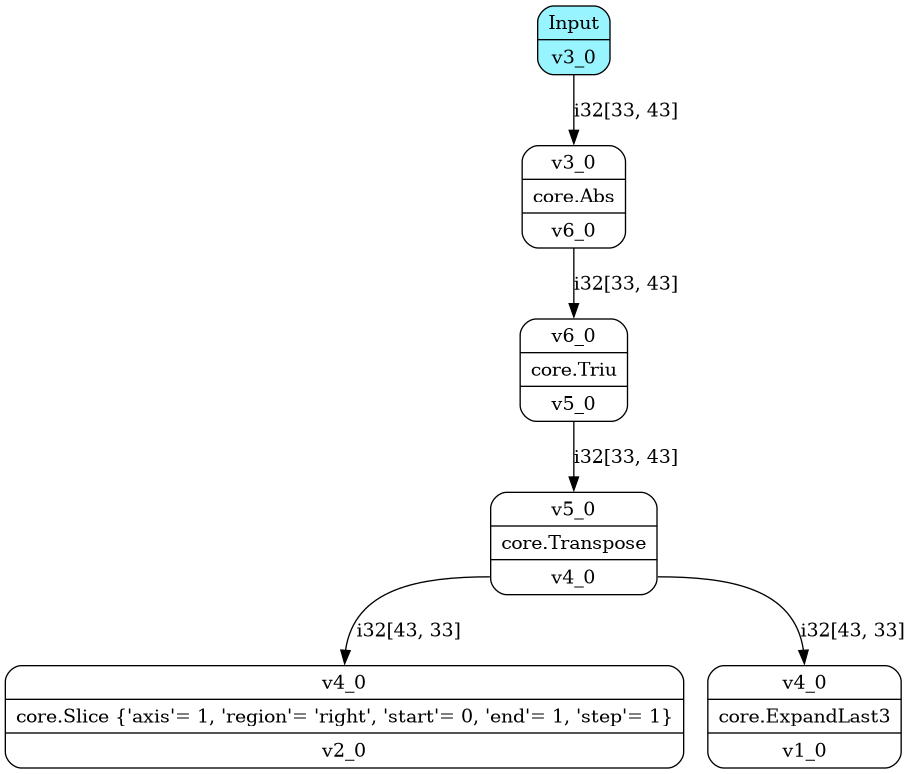 Input
v3_0
i32[33, 43]
v3_0
core.Abs
v6_0
i32[33, 43]
v6_0
core.Triu
v5_0
i32[33, 43]
v5_0
core.Transpose
v4_0
i32[43, 33]
i32[43, 33]
v4_0
core.Slice {'axis'= 1, 'region'= 'right', 'start'= 0, 'end'= 1, 'step'= 1}
v2_0
v4_0
core.ExpandLast3
v1_0